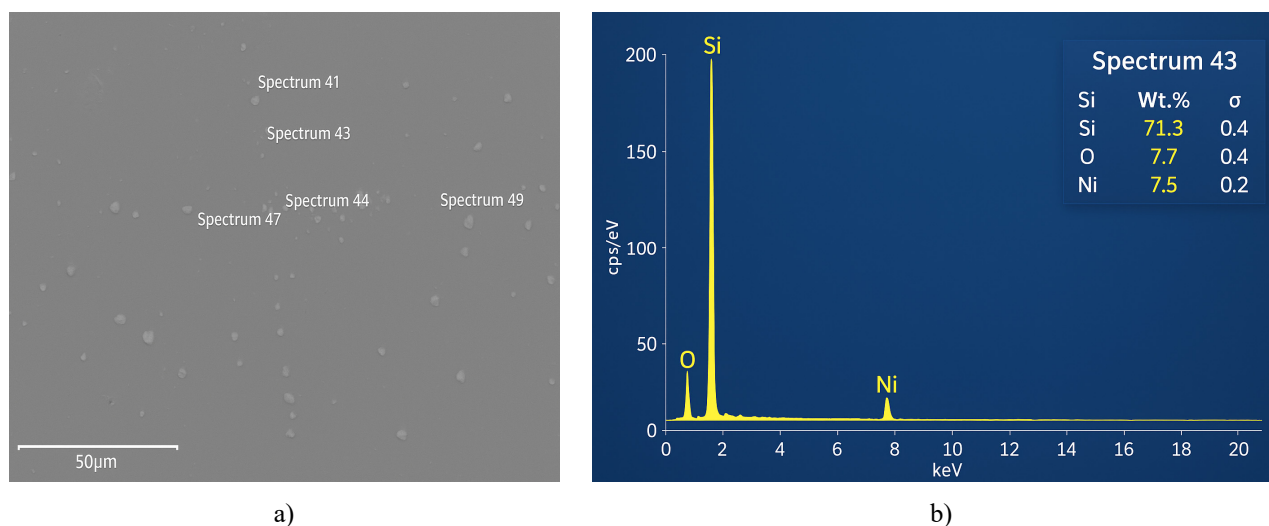 Spectrum 41
Spectrum 43
Spectrum 44
Spectrum 49
Spectrum 47
50μm
a)
Si
200
150
100
50
0
cps/eV
O
Ni
0 2 4 6 8 10 12 14 16 18 20
keV
Spectrum 43
Si Wt.% σ
Si 71.3 0.4
O 7.7 0.4
Ni 7.5 0.2
b)